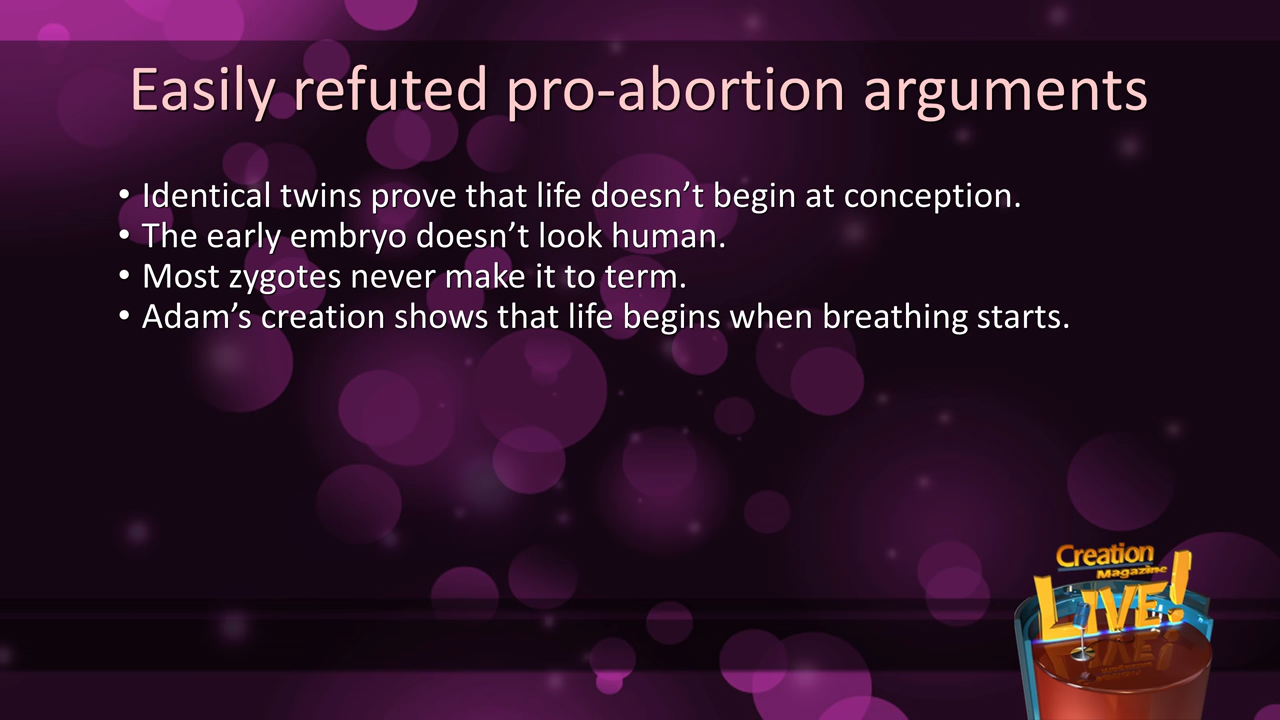 Easily refuted pro-abortion arguments
• Identical twins prove that life doesn’t begin at conception.
• The early embryo doesn’t look human.
• Most zygotes never make it to term.
• Adam’s creation shows that life begins when breathing starts.
Creation
Magazine
LIVE!